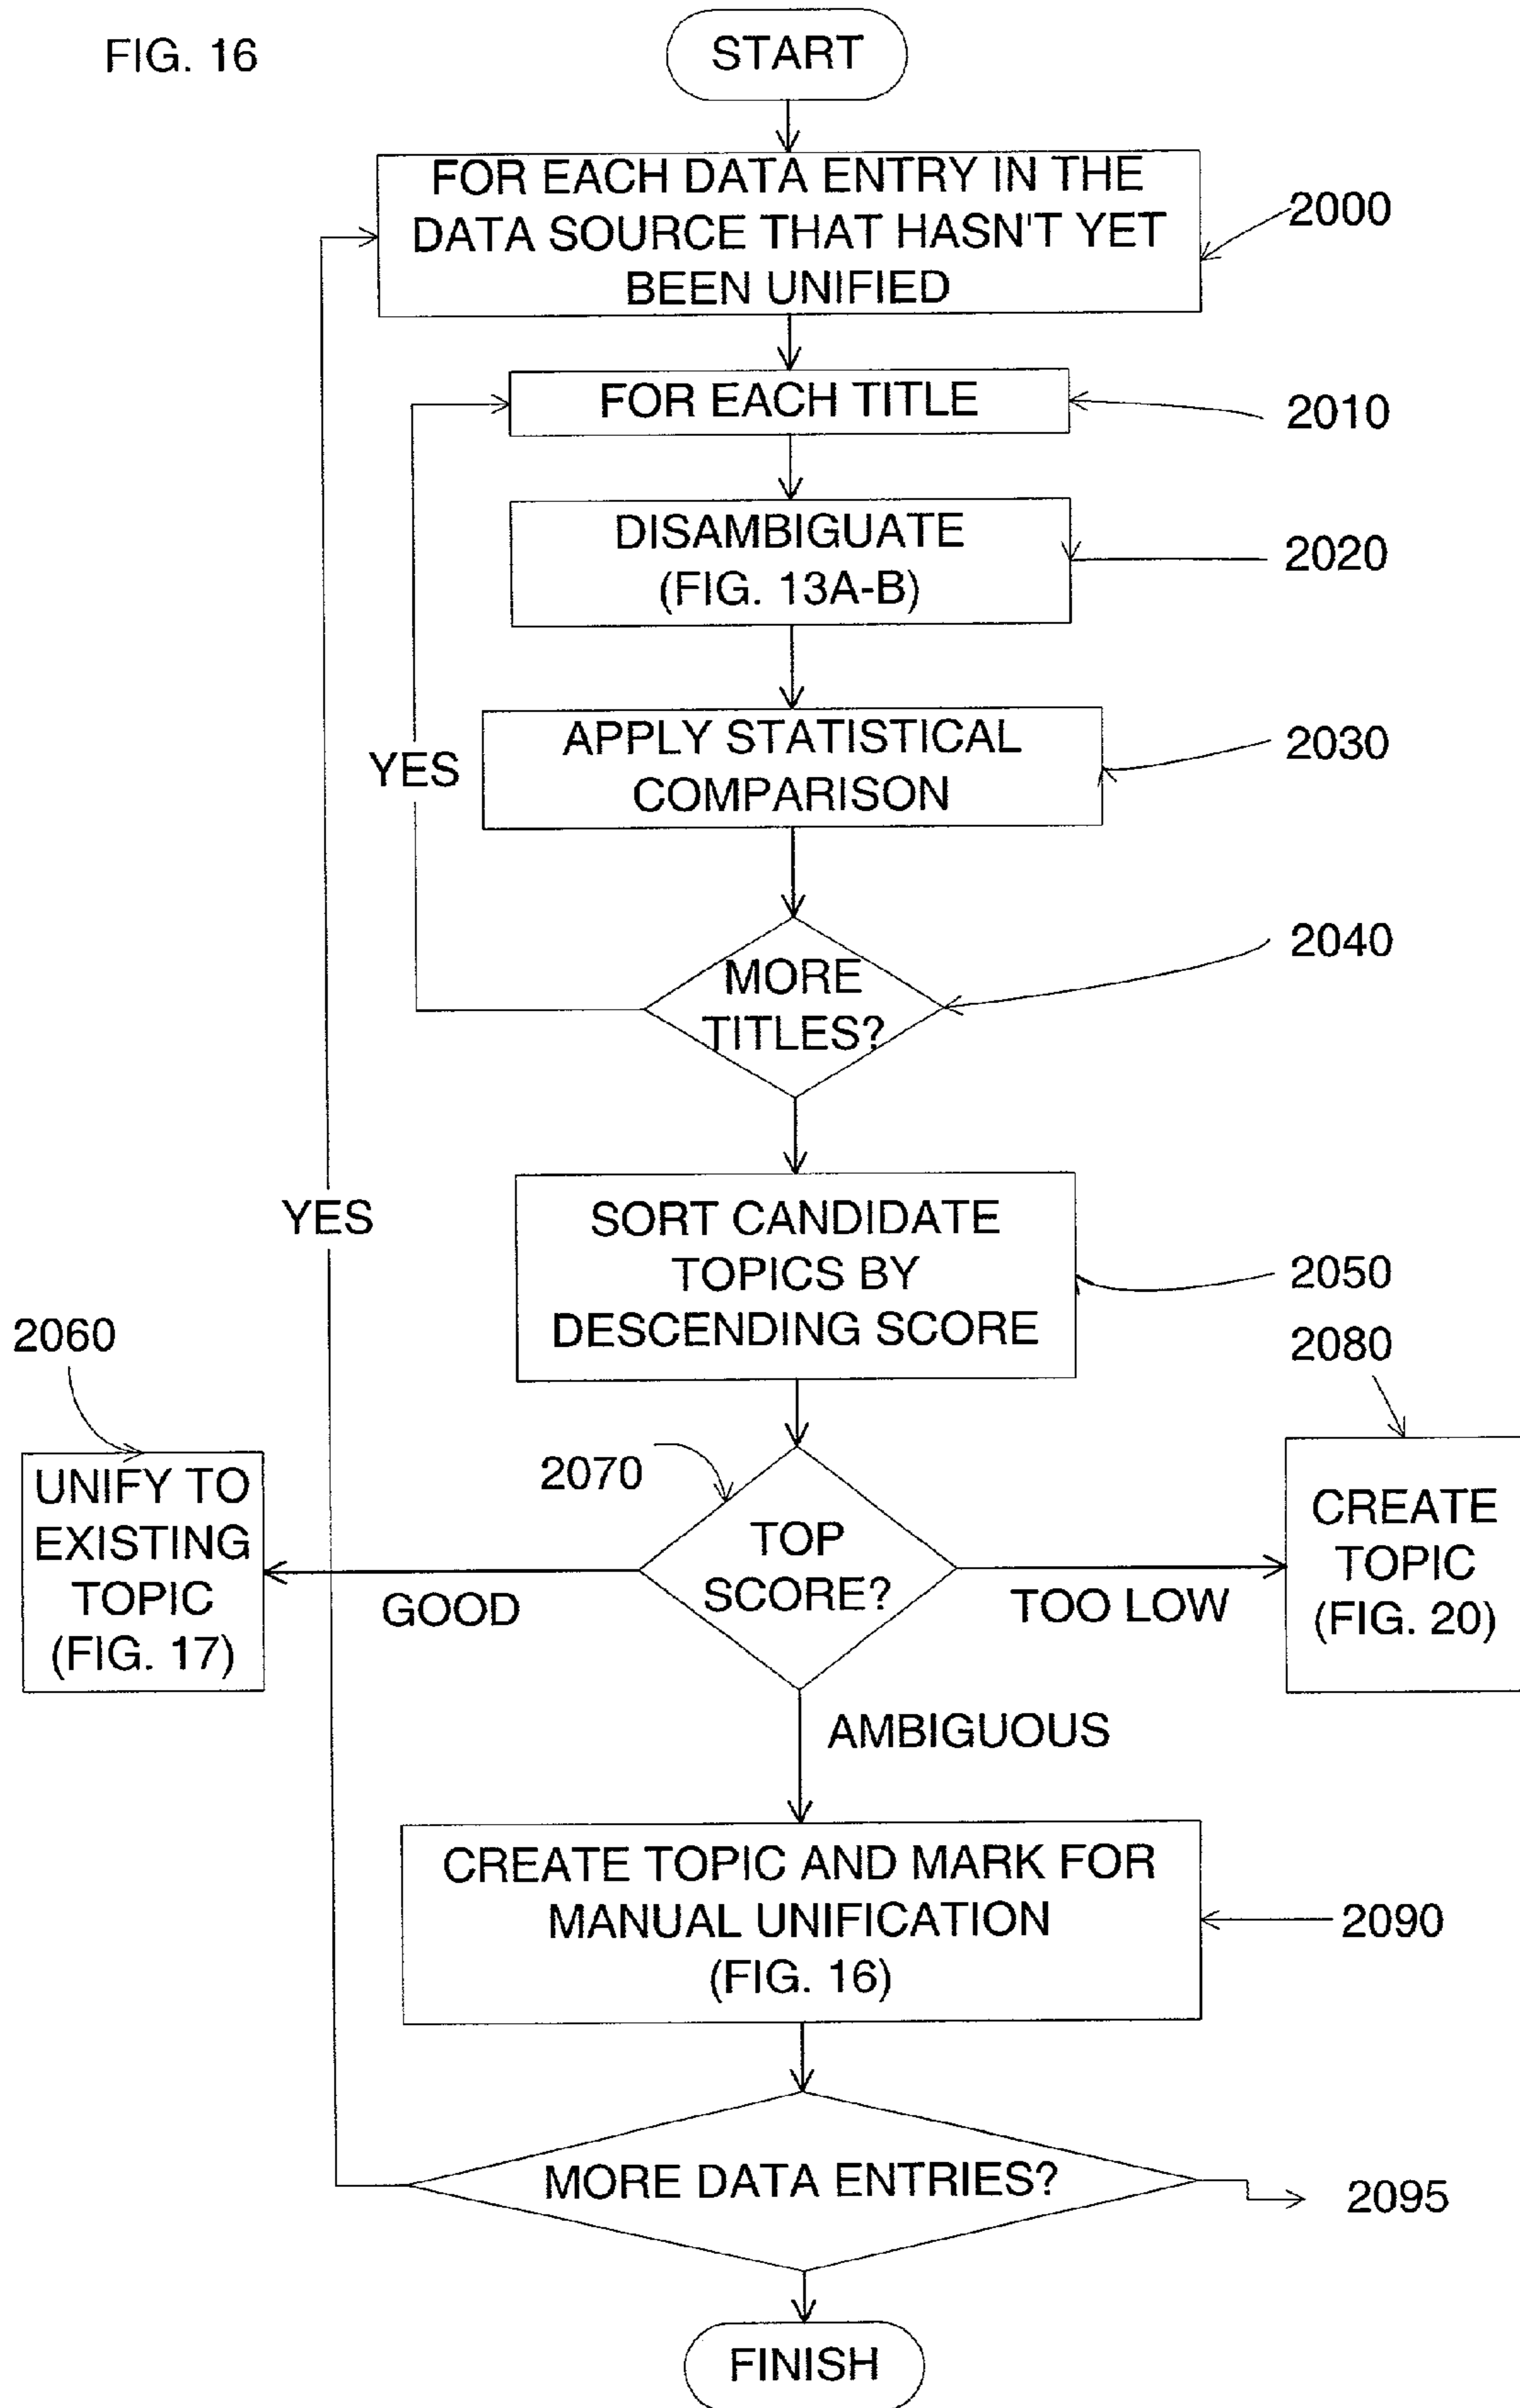 FIG. 16
START
FOR EACH DATA ENTRY IN THE
DATA SOURCE THAT HASN'T YET
BEEN UNIFIED
2000
FOR EACH TITLE
2010
DISAMBIGUATE
(FIG. 13A-B)
2020
APPLY STATISTICAL
COMPARISON
2030
YES
MORE
TITLES?
2040
SORT CANDIDATE
TOPICS BY
DESCENDING SCORE
2050
YES
2060
UNIFY TO
EXISTING
TOPIC
(FIG. 17)
GOOD
2070
TOP
SCORE?
TOO LOW
2080
CREATE
TOPIC
(FIG. 20)
AMBIGUOUS
CREATE TOPIC AND MARK FOR
MANUAL UNIFICATION
(FIG. 16)
2090
MORE DATA ENTRIES?
2095
FINISH